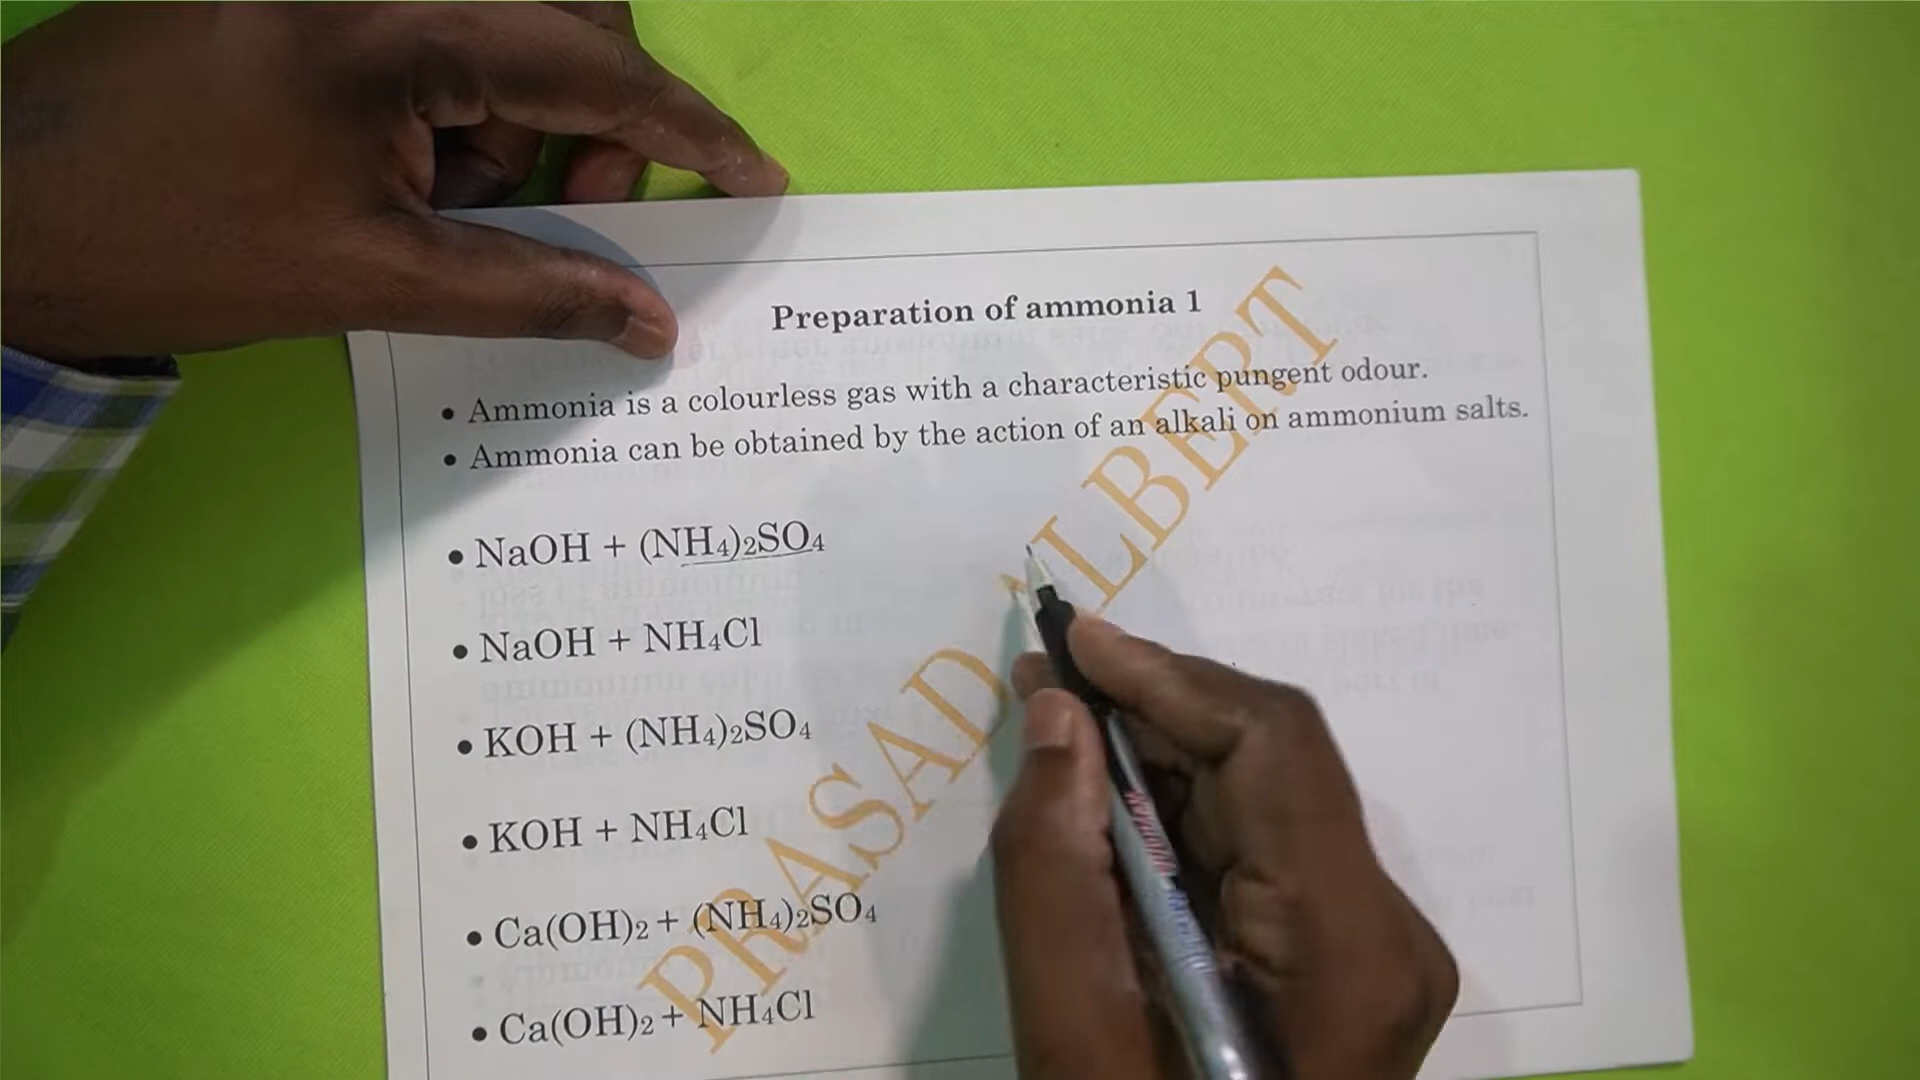 Preparation of ammonia 1
• Ammonia is a colourless gas with a characteristic pungent odour.
• Ammonia can be obtained by the action of an alkali on ammonium salts.
• NaOH + (NH₄)₂SO₄
• NaOH + NH₄Cl
• KOH + (NH₄)₂SO₄
• KOH + NH₄Cl
• Ca(OH)₂ + (NH₄)₂SO₄
• Ca(OH)₂ + NH₄Cl
PRASAD LBERT